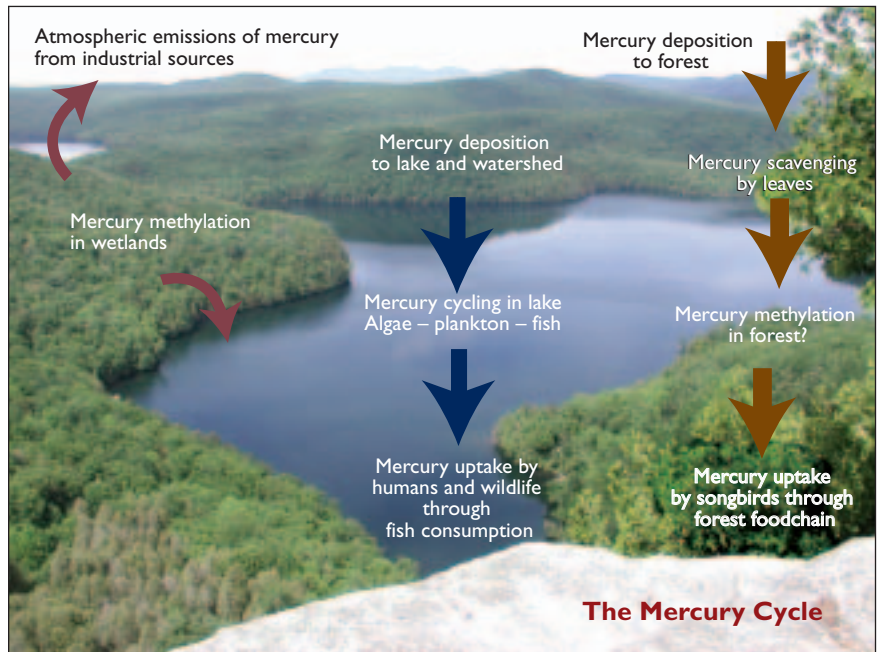 Atmospheric emissions of mercury
from industrial sources
Mercury deposition
to forest
Mercury deposition
to lake and watershed
Mercury scavenging
by leaves
Mercury methylation
in wetlands
Mercury cycling in lake
Algae – plankton – fish
Mercury methylation
in forest?
Mercury uptake by
humans and wildlife
through
fish consumption
Mercury uptake
by songbirds through
forest foodchain
The Mercury Cycle